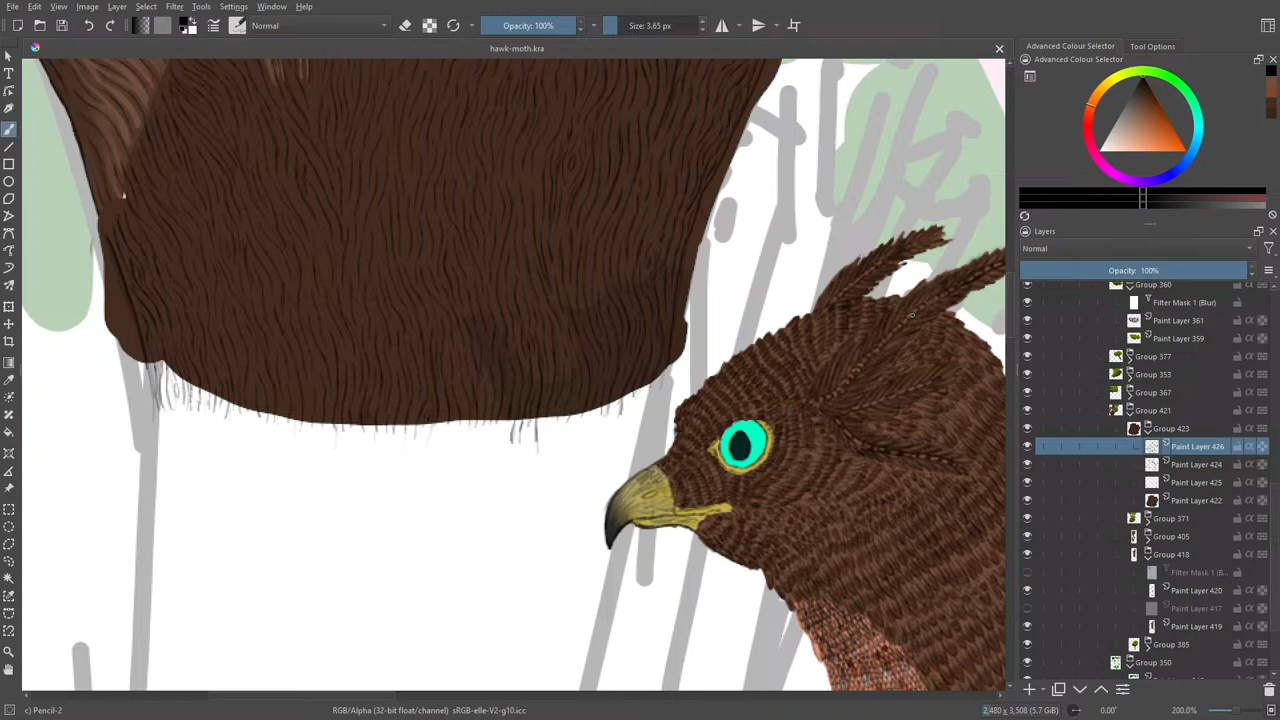 File Edit View Image Layer Select Filter Tools Settings Window Help
Normal Opacity: 100% Size: 3.65 px
hawk-moth.kra
Advanced Colour Selector Tool Options
Advanced Colour Selector
Layers
Normal
Opacity: 100%
Group 360
Filter Mask 1 (Blur)
Paint Layer 361
Paint Layer 359
Group 377
Group 353
Group 367
Group 421
Group 423
Paint Layer 426
Paint Layer 424
Paint Layer 425
Paint Layer 422
Group 371
Group 405
Group 418
Filter Mask 1 (B...
Paint Layer 420
Paint Layer 417
Paint Layer 419
Group 385
Group 350
c) Pencil-2 RGB/Alpha (32-bit float/channel) sRGB-elle-V2-g10.icc 2,480 x 3,508 (5.7 GiB) 0.00° 200.0%